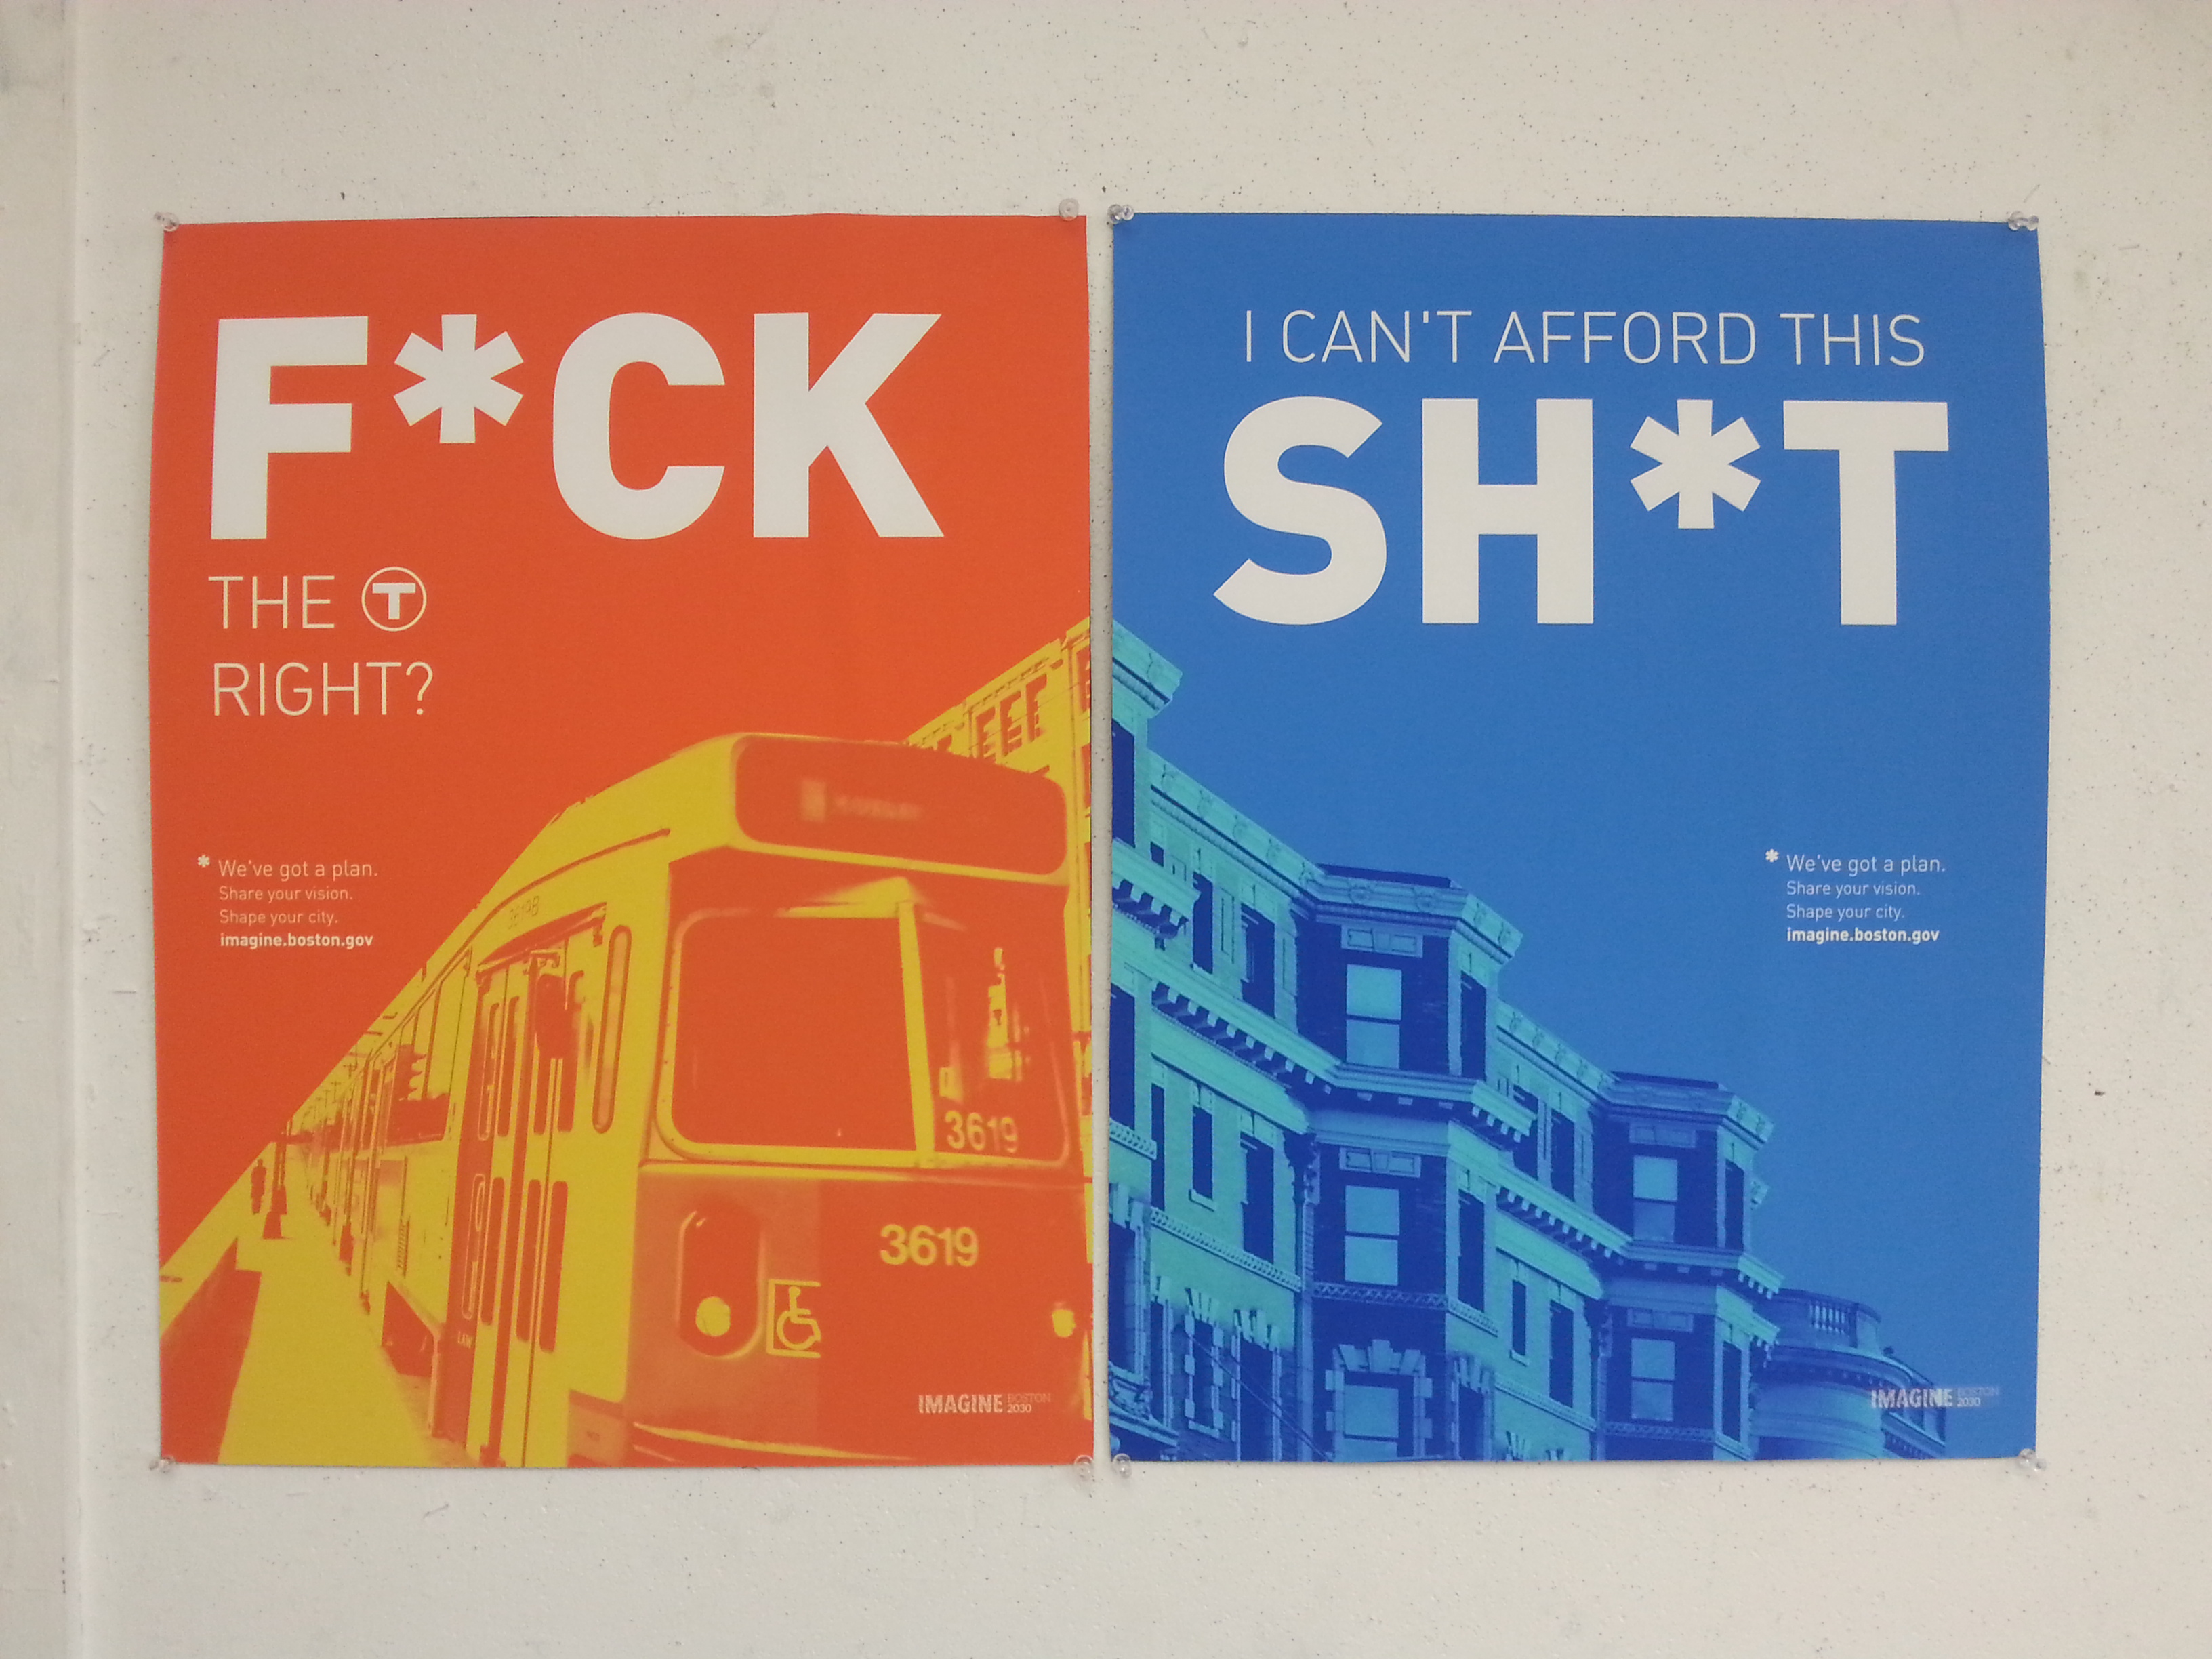 F*CK
THE T
RIGHT?
* We've got a plan.
Share your vision.
Shape your city.
imagine.boston.gov
3619
3619
IMAGINE BOSTON
2030
I CAN'T AFFORD THIS
SH*T
* We've got a plan.
Share your vision.
Shape your city.
imagine.boston.gov
IMAGINE BOSTON
2030